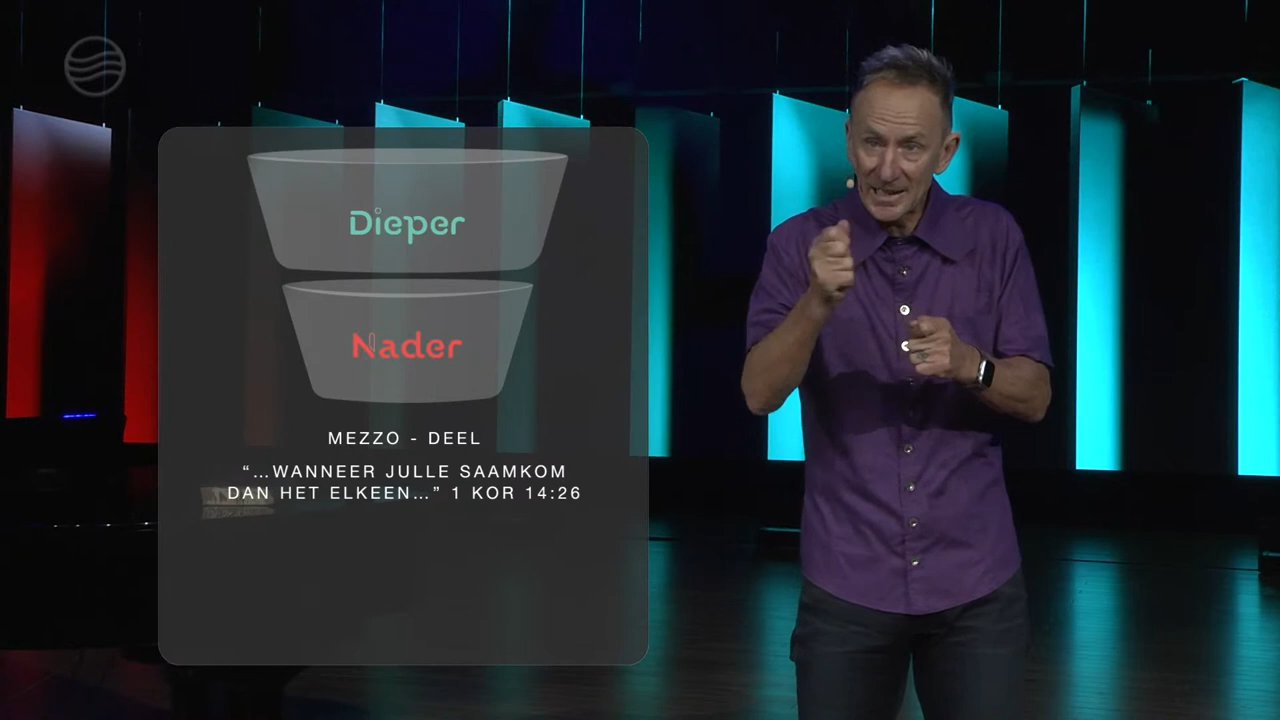 Dieper
Nader
MEZZO - DEEL
“...WANNEER JULLE SAAMKOM
DAN HET ELKEEN...” 1 KOR 14:26